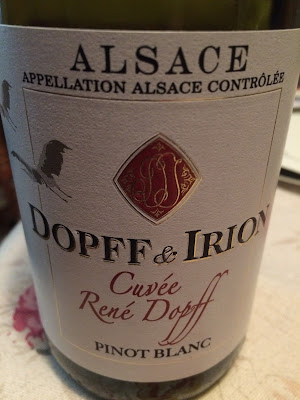 ALSACE
APPELLATION ALSACE CONTRÔLÉE
DOPFF & IRION
Cuvée
René Dopff
PINOT BLANC